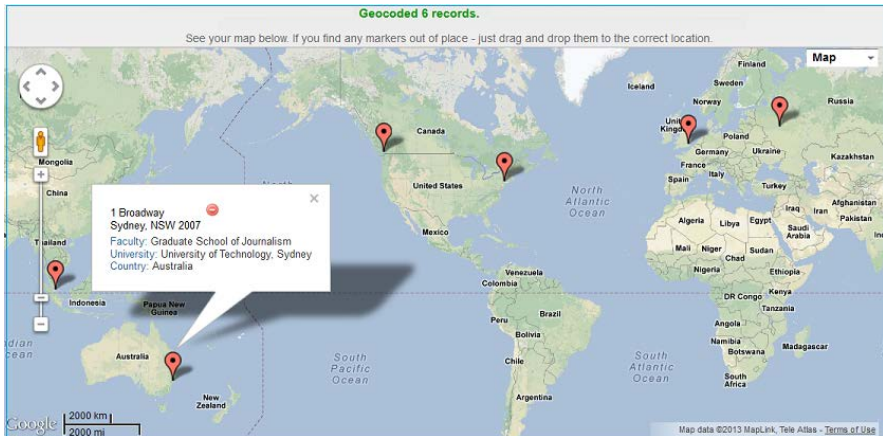 Geocoded 6 records.
See your map below. If you find any markers out of place - just drag and drop them to the correct location.
Map
Finland
Iceland
Sweden
Norway
Russia
Canada
United
Kingdom
Poland
Mongolia
Germany
Ukraine
Kazakhstan
France
China
United States
Spain
Italy
Turkey
North
Atlantic
Ocean
1 Broadway
Sydney, NSW 2007
Faculty: Graduate School of Journalism
University: University of Technology, Sydney
Country: Australia
Afghanistan
Iraq
Iran
Pakistan
Algeria
Libya
Egypt
Saudi
Arabia
Thailand
Mexico
Mali
Niger
Chad
Sudan
Nigeria
Ethiopia
Venezuela
Colombia
Indonesia
Papua New
Guinea
Kenya
DR Congo
Tanzania
Peru
Brazil
Angola
Bolivia
Namibia
Madagascar
Botswana
Australia
South
Pacific
Ocean
Chile
South
Atlantic
Ocean
South
Africa
New
Zealand
Argentina
Google
2000 km
2000 mi
Map data ©2013 MapLink, Tele Atlas - Terms of Use